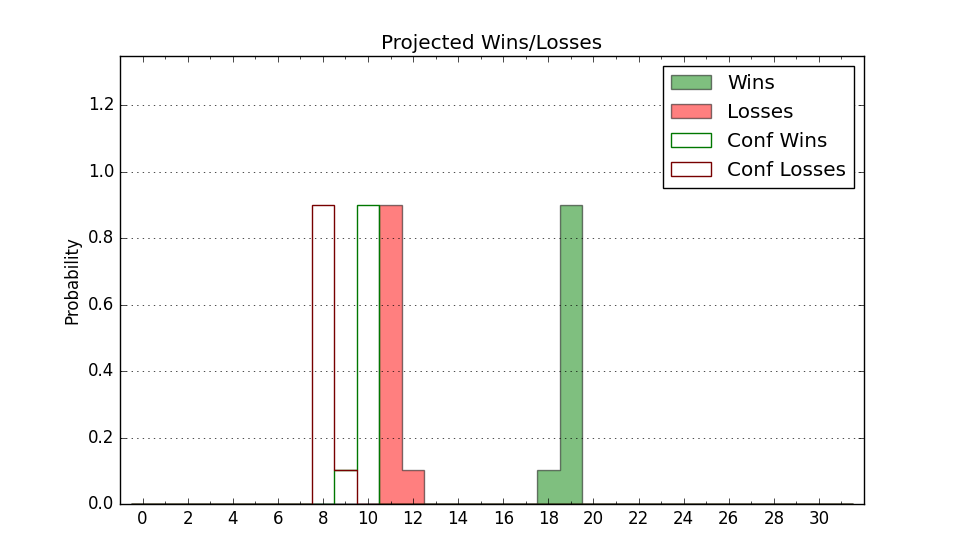 Projected Wins/Losses
Wins
Losses
Conf Wins
Conf Losses
Probability
1.2
1.0
0.8
0.6
0.4
0.2
0.0
0 2 4 6 8 10 12 14 16 18 20 22 24 26 28 30